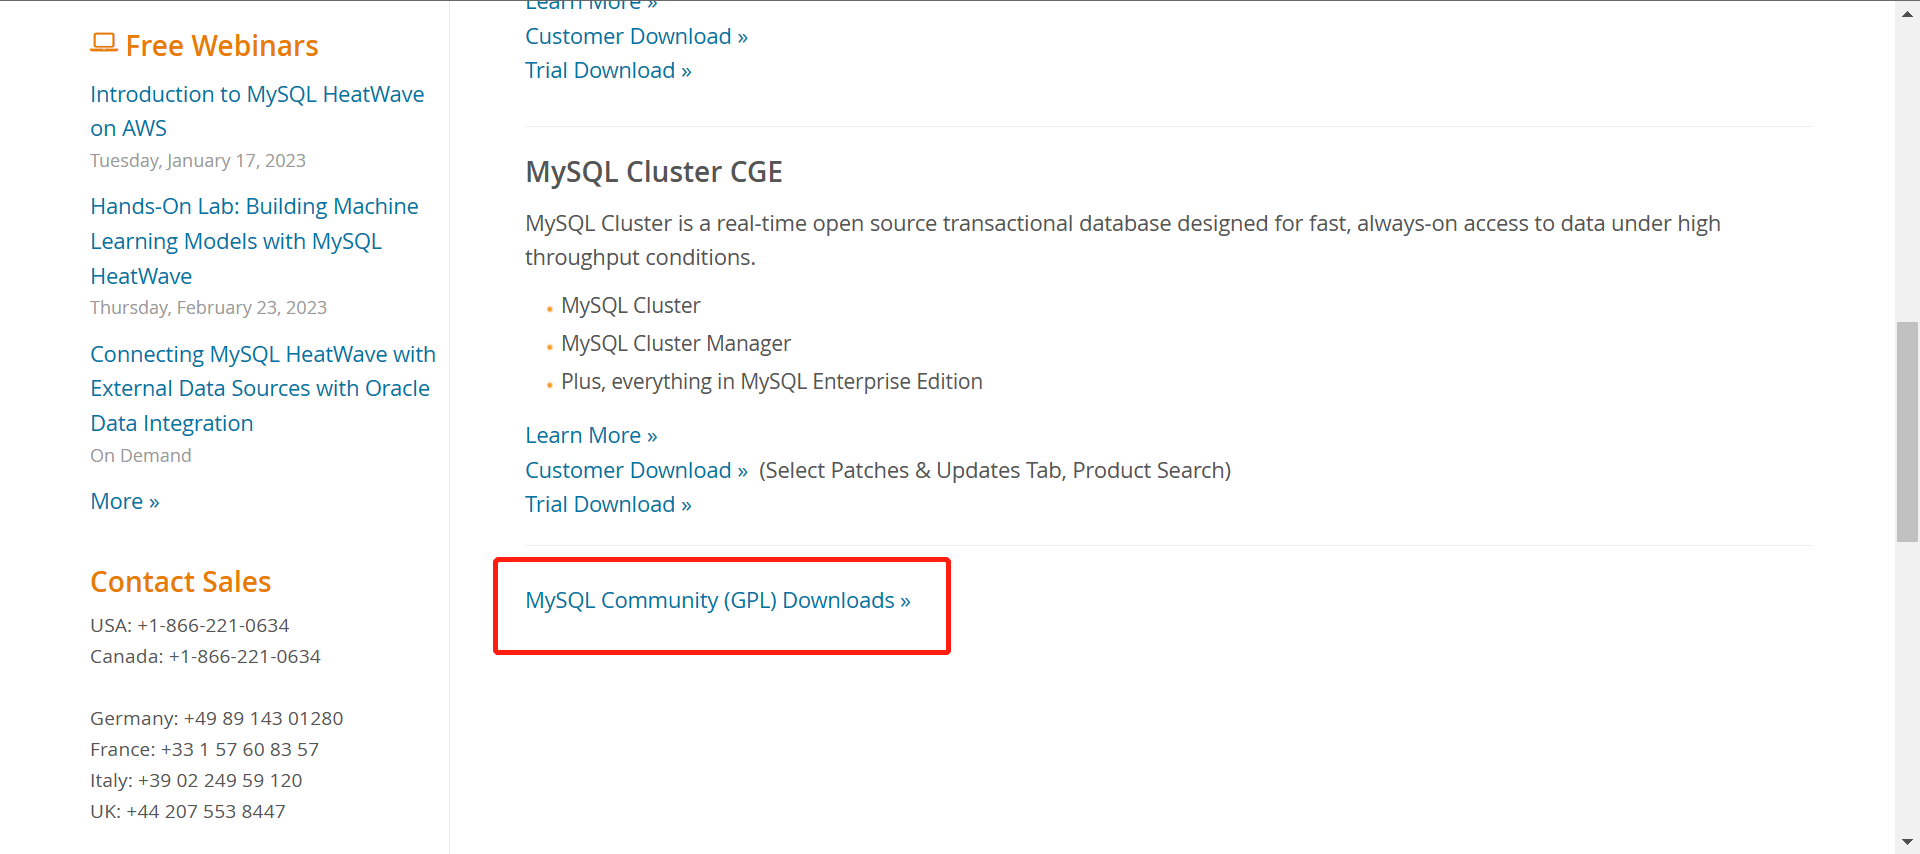 Free Webinars
Introduction to MySQL HeatWave
on AWS
Tuesday, January 17, 2023
Hands-On Lab: Building Machine
Learning Models with MySQL
HeatWave
Thursday, February 23, 2023
Connecting MySQL HeatWave with
External Data Sources with Oracle
Data Integration
On Demand
More »
Contact Sales
USA: +1-866-221-0634
Canada: +1-866-221-0634
Germany: +49 89 143 01280
France: +33 1 57 60 83 57
Italy: +39 02 249 59 120
UK: +44 207 553 8447
Learn More »
Customer Download »
Trial Download »
MySQL Cluster CGE
MySQL Cluster is a real-time open source transactional database designed for fast, always-on access to data under high
throughput conditions.
MySQL Cluster
MySQL Cluster Manager
Plus, everything in MySQL Enterprise Edition
Learn More »
Customer Download » (Select Patches & Updates Tab, Product Search)
Trial Download »
MySQL Community (GPL) Downloads »